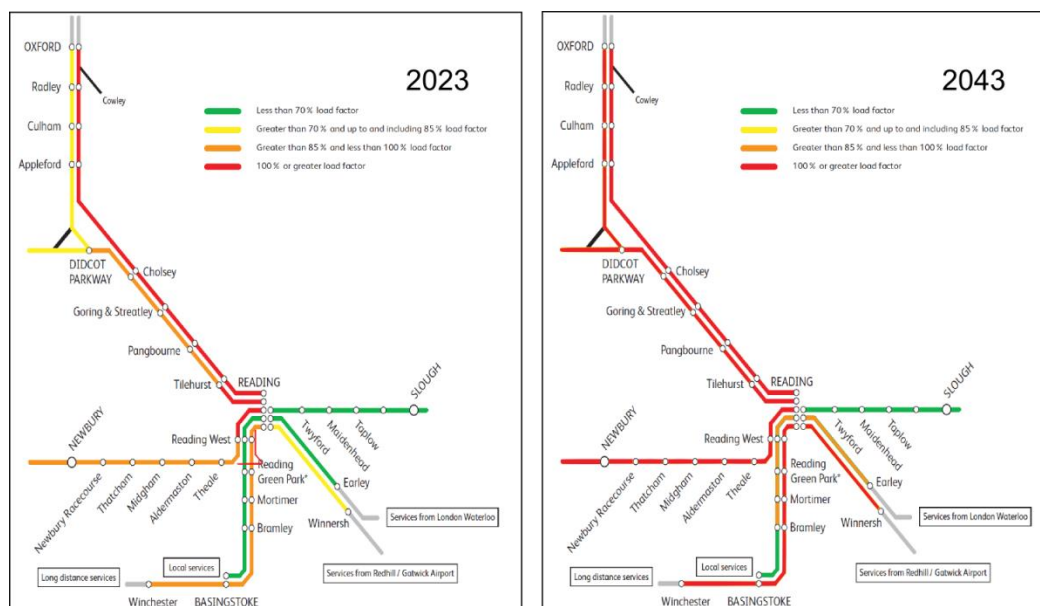 2023
OXFORD
Radley
Cowley
Culham
Appleford
Less than 70% load factor
Greater than 70% and up to and including 85% load factor
Greater than 85% and less than 100% load factor
100% or greater load factor
DIDCOT
PARKWAY
Cholsey
Goring & Streatley
Pangbourne
Tilehurst
READING
SLOUGH
NEWBURY
Reading West
Twyford
Maidenhead
Taplow
Newbury Racecourse
Thatcham
Midgham
Aldermaston
Theale
Reading
Green Park*
Earley
Mortimer
Winnersh
Bramley
Services from London Waterloo
Local services
Long distance services
Services from Redhill / Gatwick Airport
Winchester
BASINGSTOKE
2043
OXFORD
Radley
Cowley
Culham
Appleford
Less than 70% load factor
Greater than 70% and up to and including 85% load factor
Greater than 85% and less than 100% load factor
100% or greater load factor
DIDCOT
PARKWAY
Cholsey
Goring & Streatley
Pangbourne
Tilehurst
READING
SLOUGH
NEWBURY
Reading West
Twyford
Maidenhead
Taplow
Newbury Racecourse
Thatcham
Midgham
Aldermaston
Theale
Reading
Green Park*
Earley
Mortimer
Winnersh
Bramley
Services from London Waterloo
Local services
Long distance services
Services from Redhill / Gatwick Airport
Winchester
BASINGSTOKE